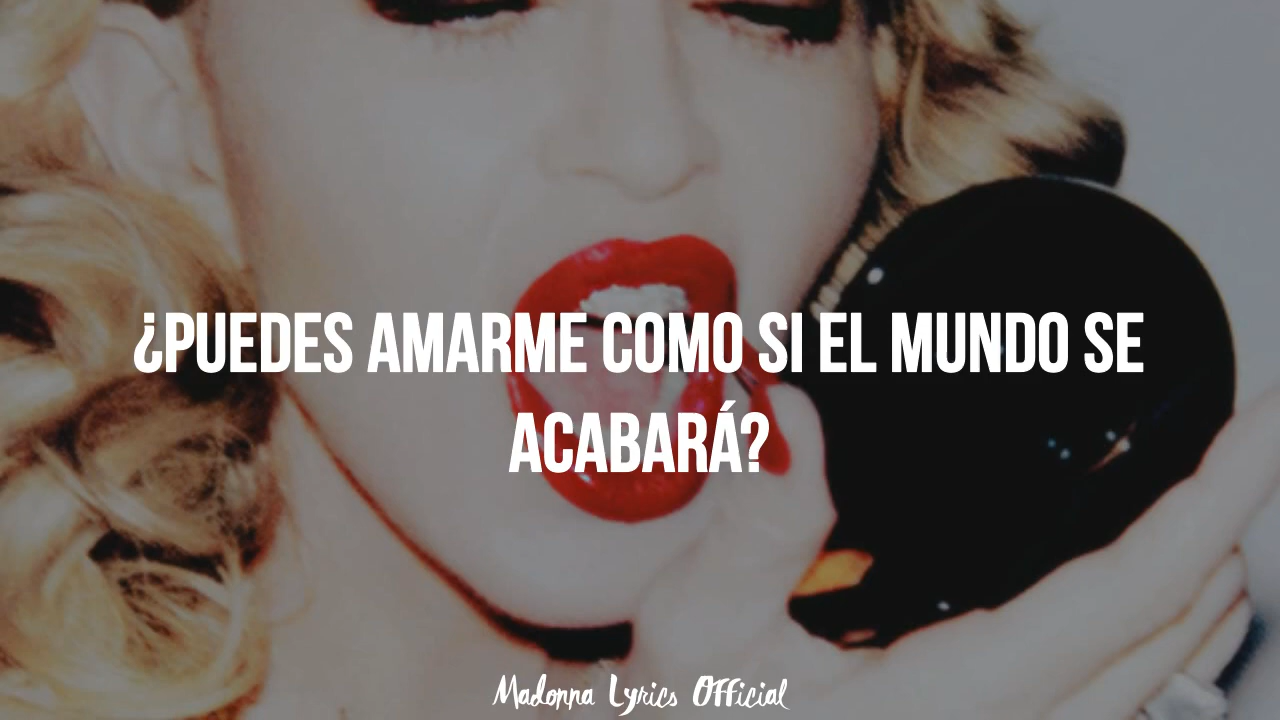 ¿PUEDES AMARME COMO SI EL MUNDO SE
ACABARÁ?
Madonna Lyrics Official